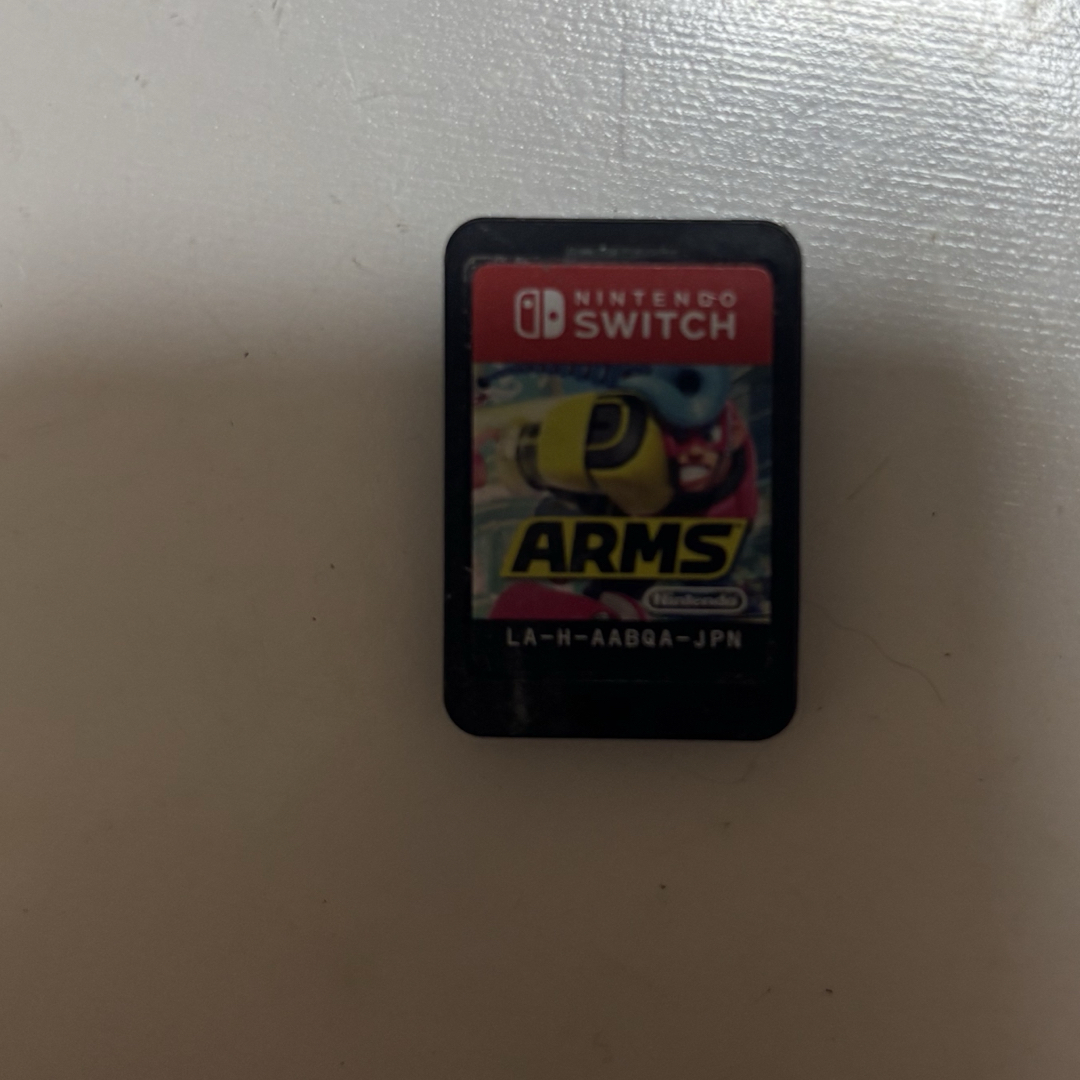 NINTENDO
SWITCH
ARMS
Nintendo
LA-H-AABQA-JPN